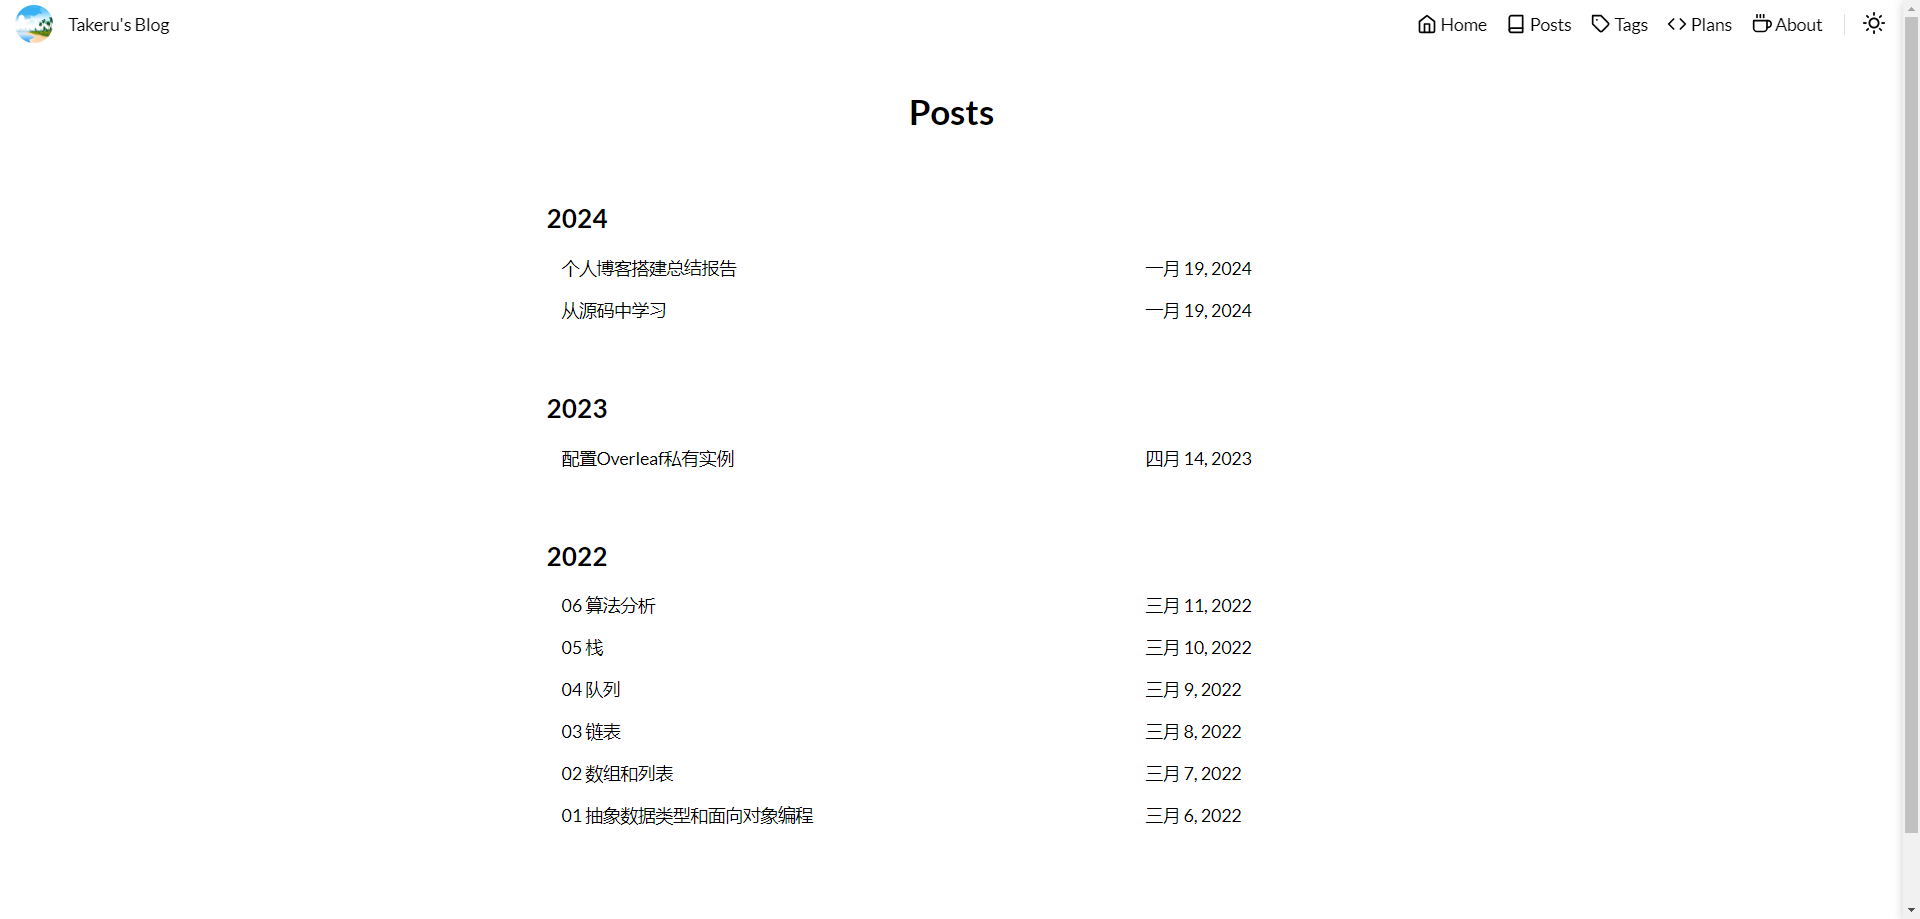 Takeru's Blog
Home Posts Tags Plans About
Posts
2024
个人博客搭建总结报告 一月 19, 2024
从源码中学习 一月 19, 2024
2023
配置Overleaf私有实例 四月 14, 2023
2022
06 算法分析 三月 11, 2022
05 栈 三月 10, 2022
04 队列 三月 9, 2022
03 链表 三月 8, 2022
02 数组和列表 三月 7, 2022
01 抽象数据类型和面向对象编程 三月 6, 2022